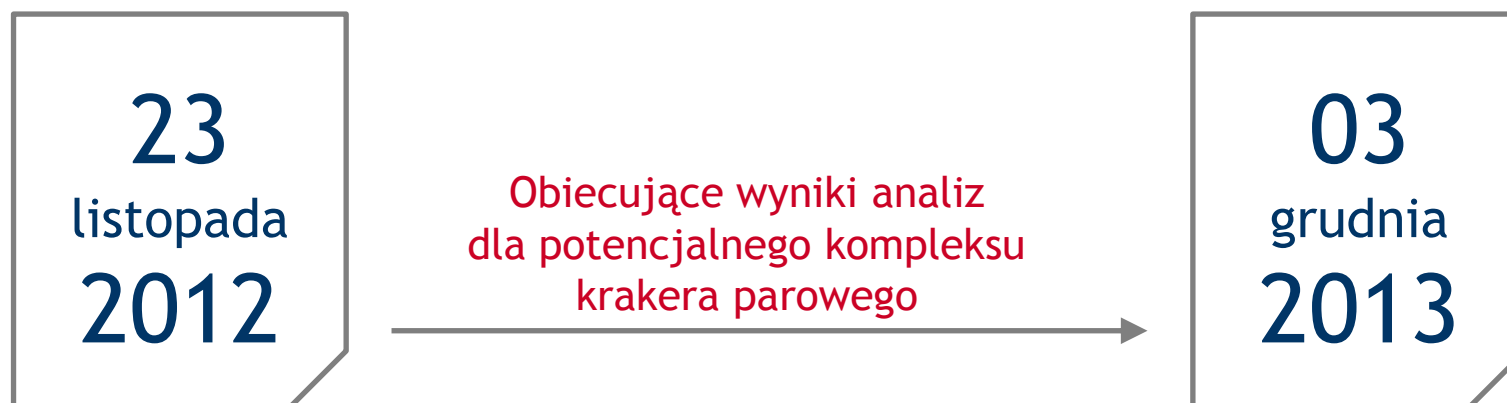 23
listopada
2012
Obiecujące wyniki analiz
dla potencjalnego kompleksu
krakera parowego
03
grudnia
2013